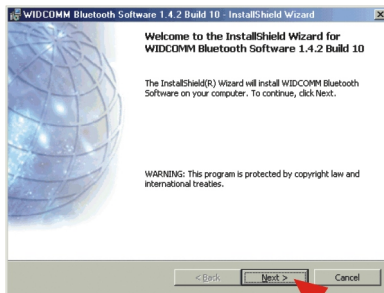 WIDCOMM Bluetooth Software 1.4.2 Build 10 - InstallShield Wizard
Welcome to the InstallShield Wizard for
WIDCOMM Bluetooth Software 1.4.2 Build 10
The InstallShield(R) Wizard will install WIDCOMM Bluetooth
Software on your computer. To continue, click Next.
WARNING: This program is protected by copyright law and
international treaties.
< Back
Next >
Cancel